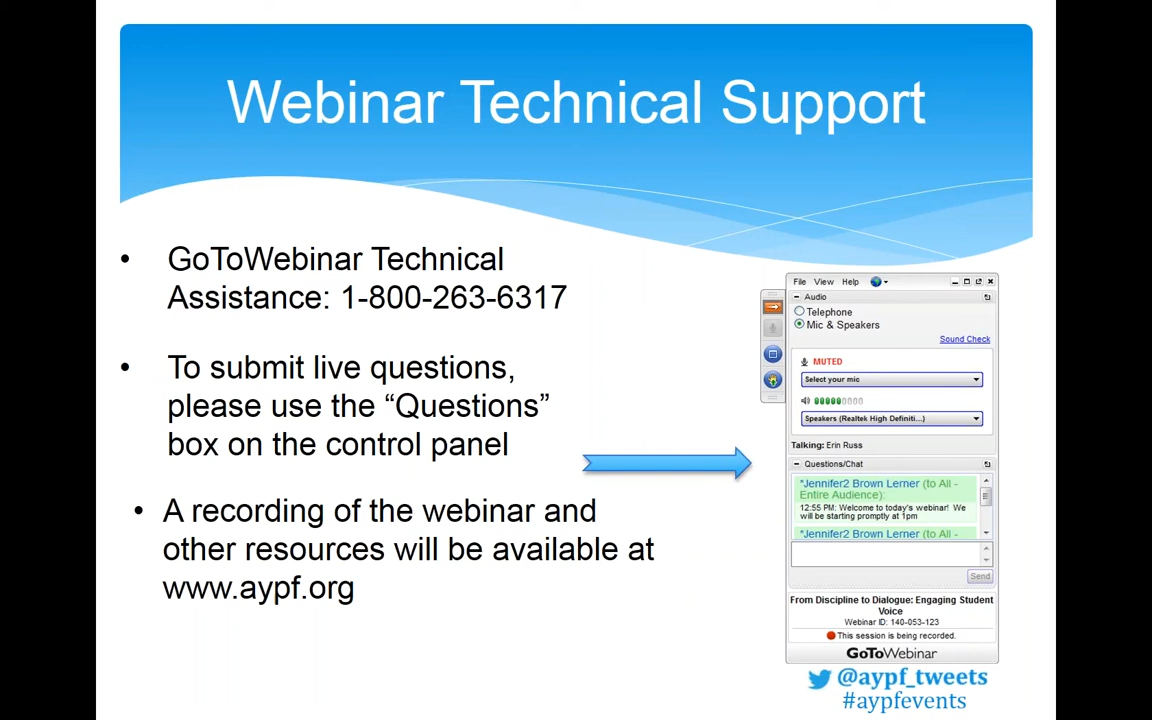 Webinar Technical Support
• GoToWebinar Technical
Assistance: 1-800-263-6317
• To submit live questions,
please use the “Questions”
box on the control panel
• A recording of the webinar and
other resources will be available at
www.aypf.org
File View Help
Audio
Telephone
Mic & Speakers
Sound Check
MUTED
Select your mic
Speakers (Realtek High Definiti...)
Talking: Erin Russ
Questions/Chat
*Jennifer2 Brown Lerner (to All -
Entire Audience):
12:55 PM: Welcome to today's webinar! We
will be starting promptly at 1pm
*Jennifer2 Brown Lerner (to All -
Send
From Discipline to Dialogue: Engaging Student
Voice
Webinar ID: 140-053-123
This session is being recorded.
GoToWebinar
@aypf_tweets
#aypfevents